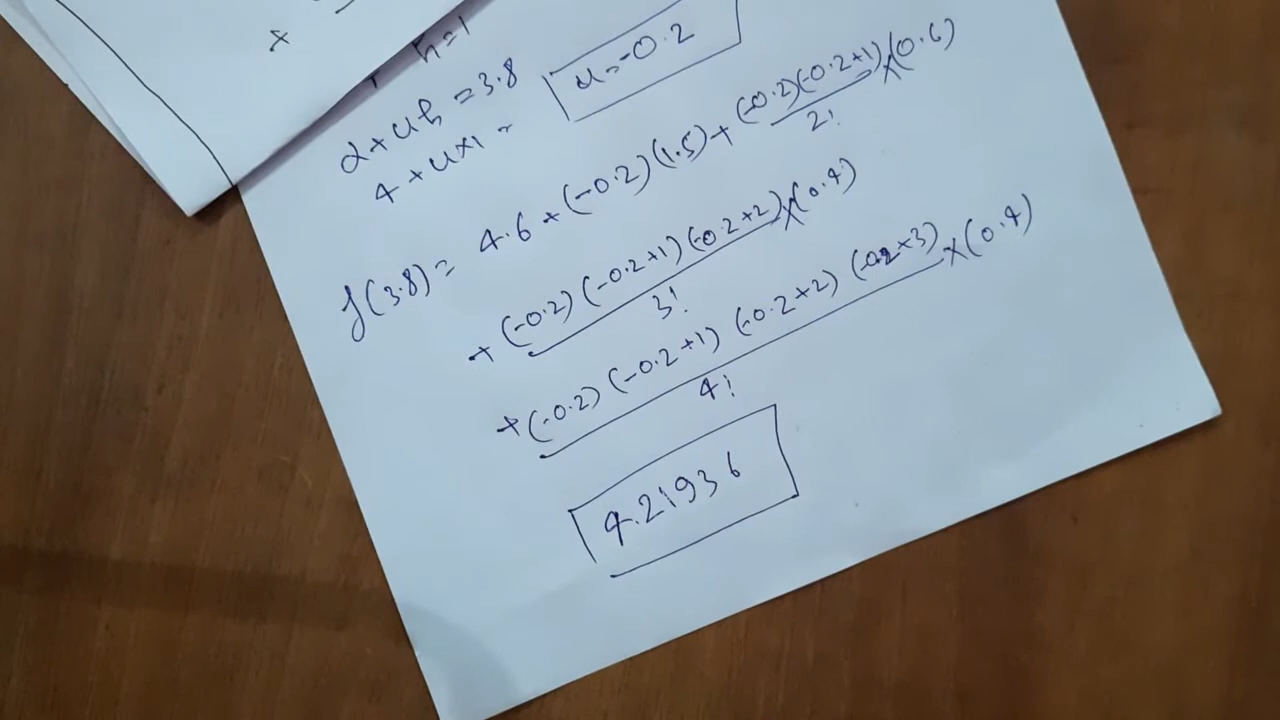 x
h=1
a+uh = 3.8
4+ux1 =
u=-0.2
f(3.8) = 4.6 + (-0.2)(1.5) + (-0.2)(-0.2+1)/2! x(0.6)
+ (-0.2)(-0.2+1)(-0.2+2)/3! x(0.4)
+ (-0.2)(-0.2+1)(-0.2+2)(-0.2+3)/4! x(0.4)
4.21936